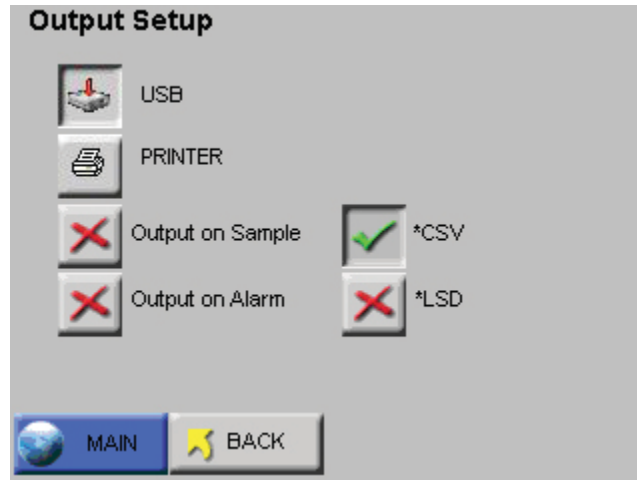 Output Setup
USB
PRINTER
Output on Sample
*CSV
Output on Alarm
*LSD
MAIN
BACK